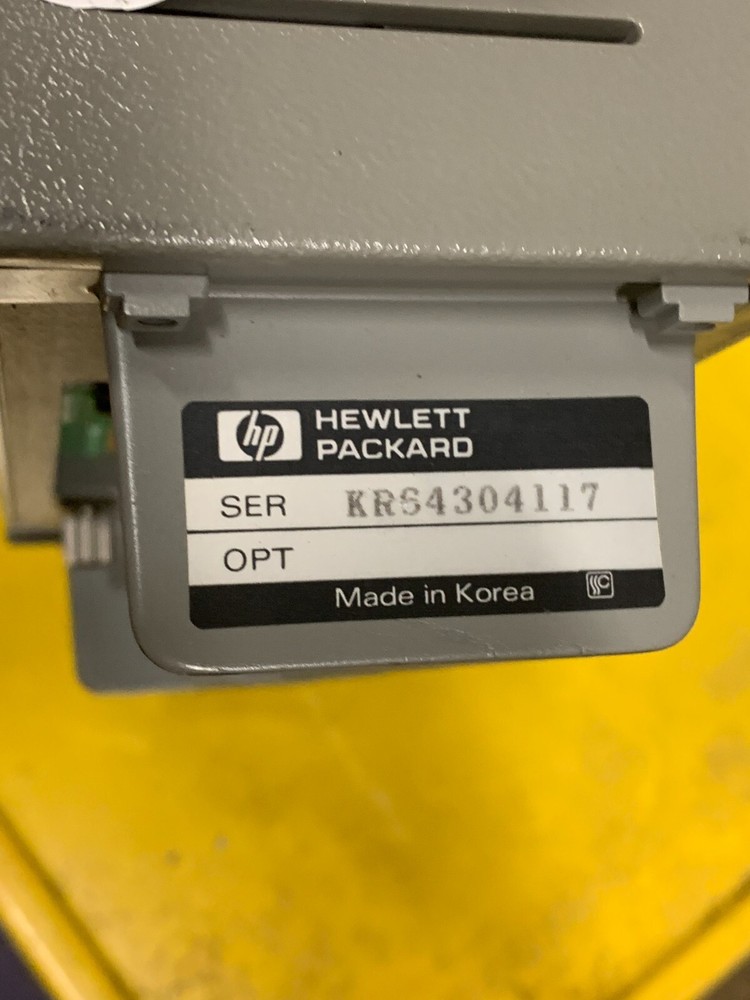 hp HEWLETT
PACKARD
SER KRS4304117
OPT
Made in Korea